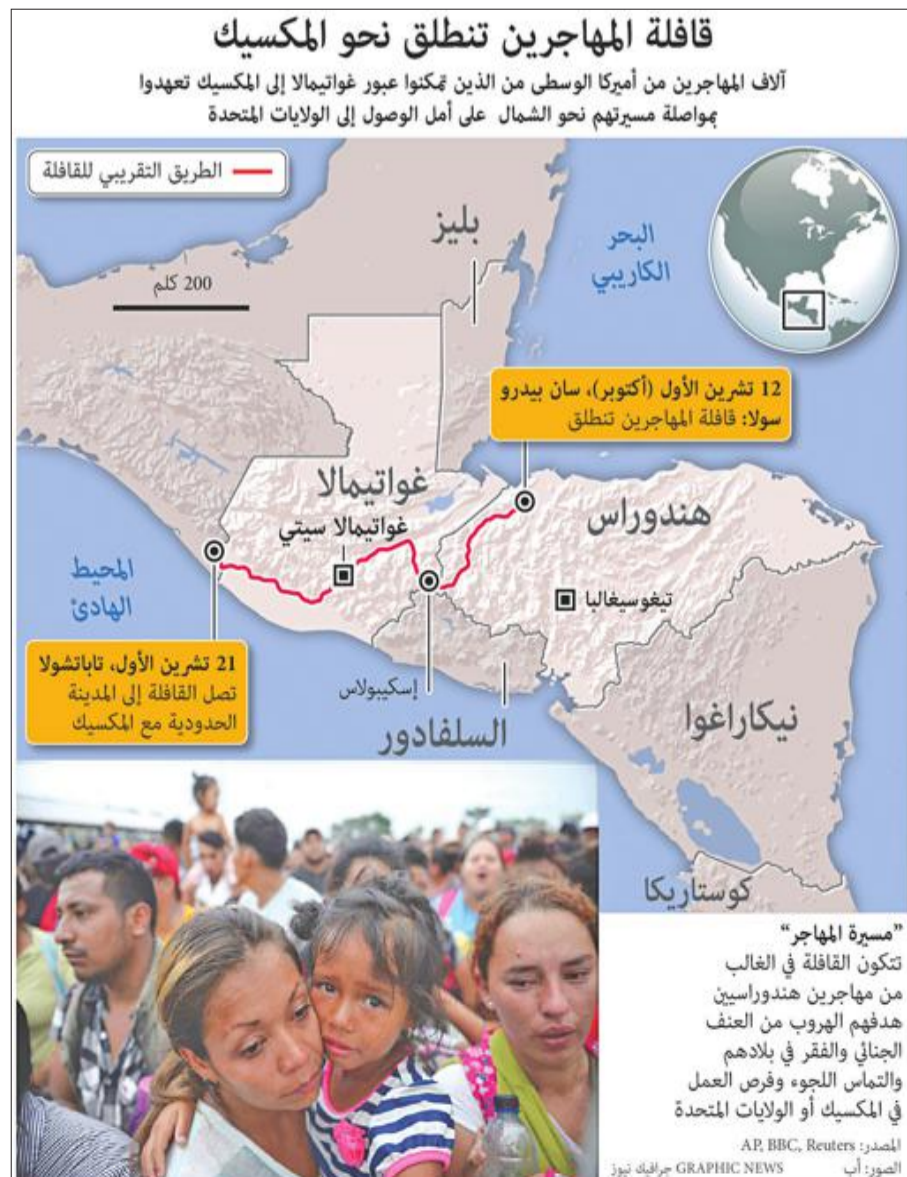 قافلة المهاجرين تنطلق نحو المكسيك
آلاف المهاجرين من أميركا الوسطى من الذين تمكنوا عبور غواتيمالا إلى المكسيك تعهدوا
بمواصلة مسيرتهم نحو الشمال على أمل الوصول إلى الولايات المتحدة
الطريق التقريبي للقافلة
بليز
البحر
الكاريبي
200 كلم
12 تشرين الأول (أكتوبر)، سان بيدرو
سولا: قافلة المهاجرين تنطلق
غواتيمالا
هندوراس
غواتيمالا سيتي
المحيط
الهادئ
تيغوسيغالبا
21 تشرين الأول، تاباتشولا
تصل القافلة إلى المدينة
الحدودية مع المكسيك
إسكيبولاس
السلفادور
نيكاراغوا
كوستاريكا
”مسيرة المهاجر“
تتكون القافلة في الغالب
من مهاجرين هندوراسيين
هدفهم الهروب من العنف
الجنائي والفقر في بلادهم
والتماس اللجوء وفرص العمل
في المكسيك أو الولايات المتحدة
المصدر: AP, BBC, Reuters
الصور: أب GRAPHIC NEWS جرافيك نيوز